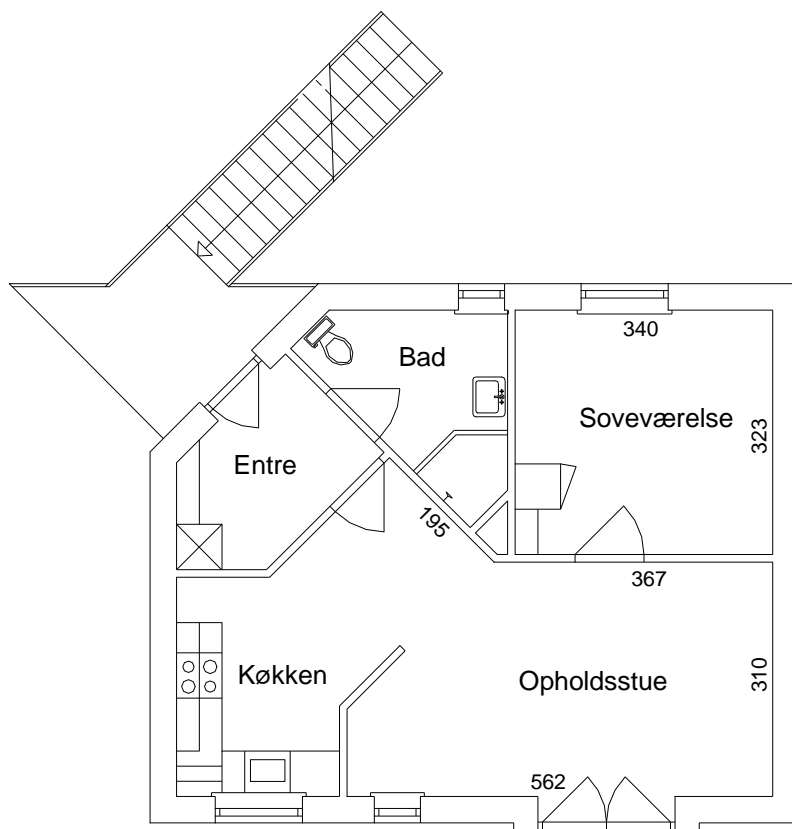 340
Bad
Soveværelse
323
Entre
195
367
Køkken
Opholdsstue
310
562